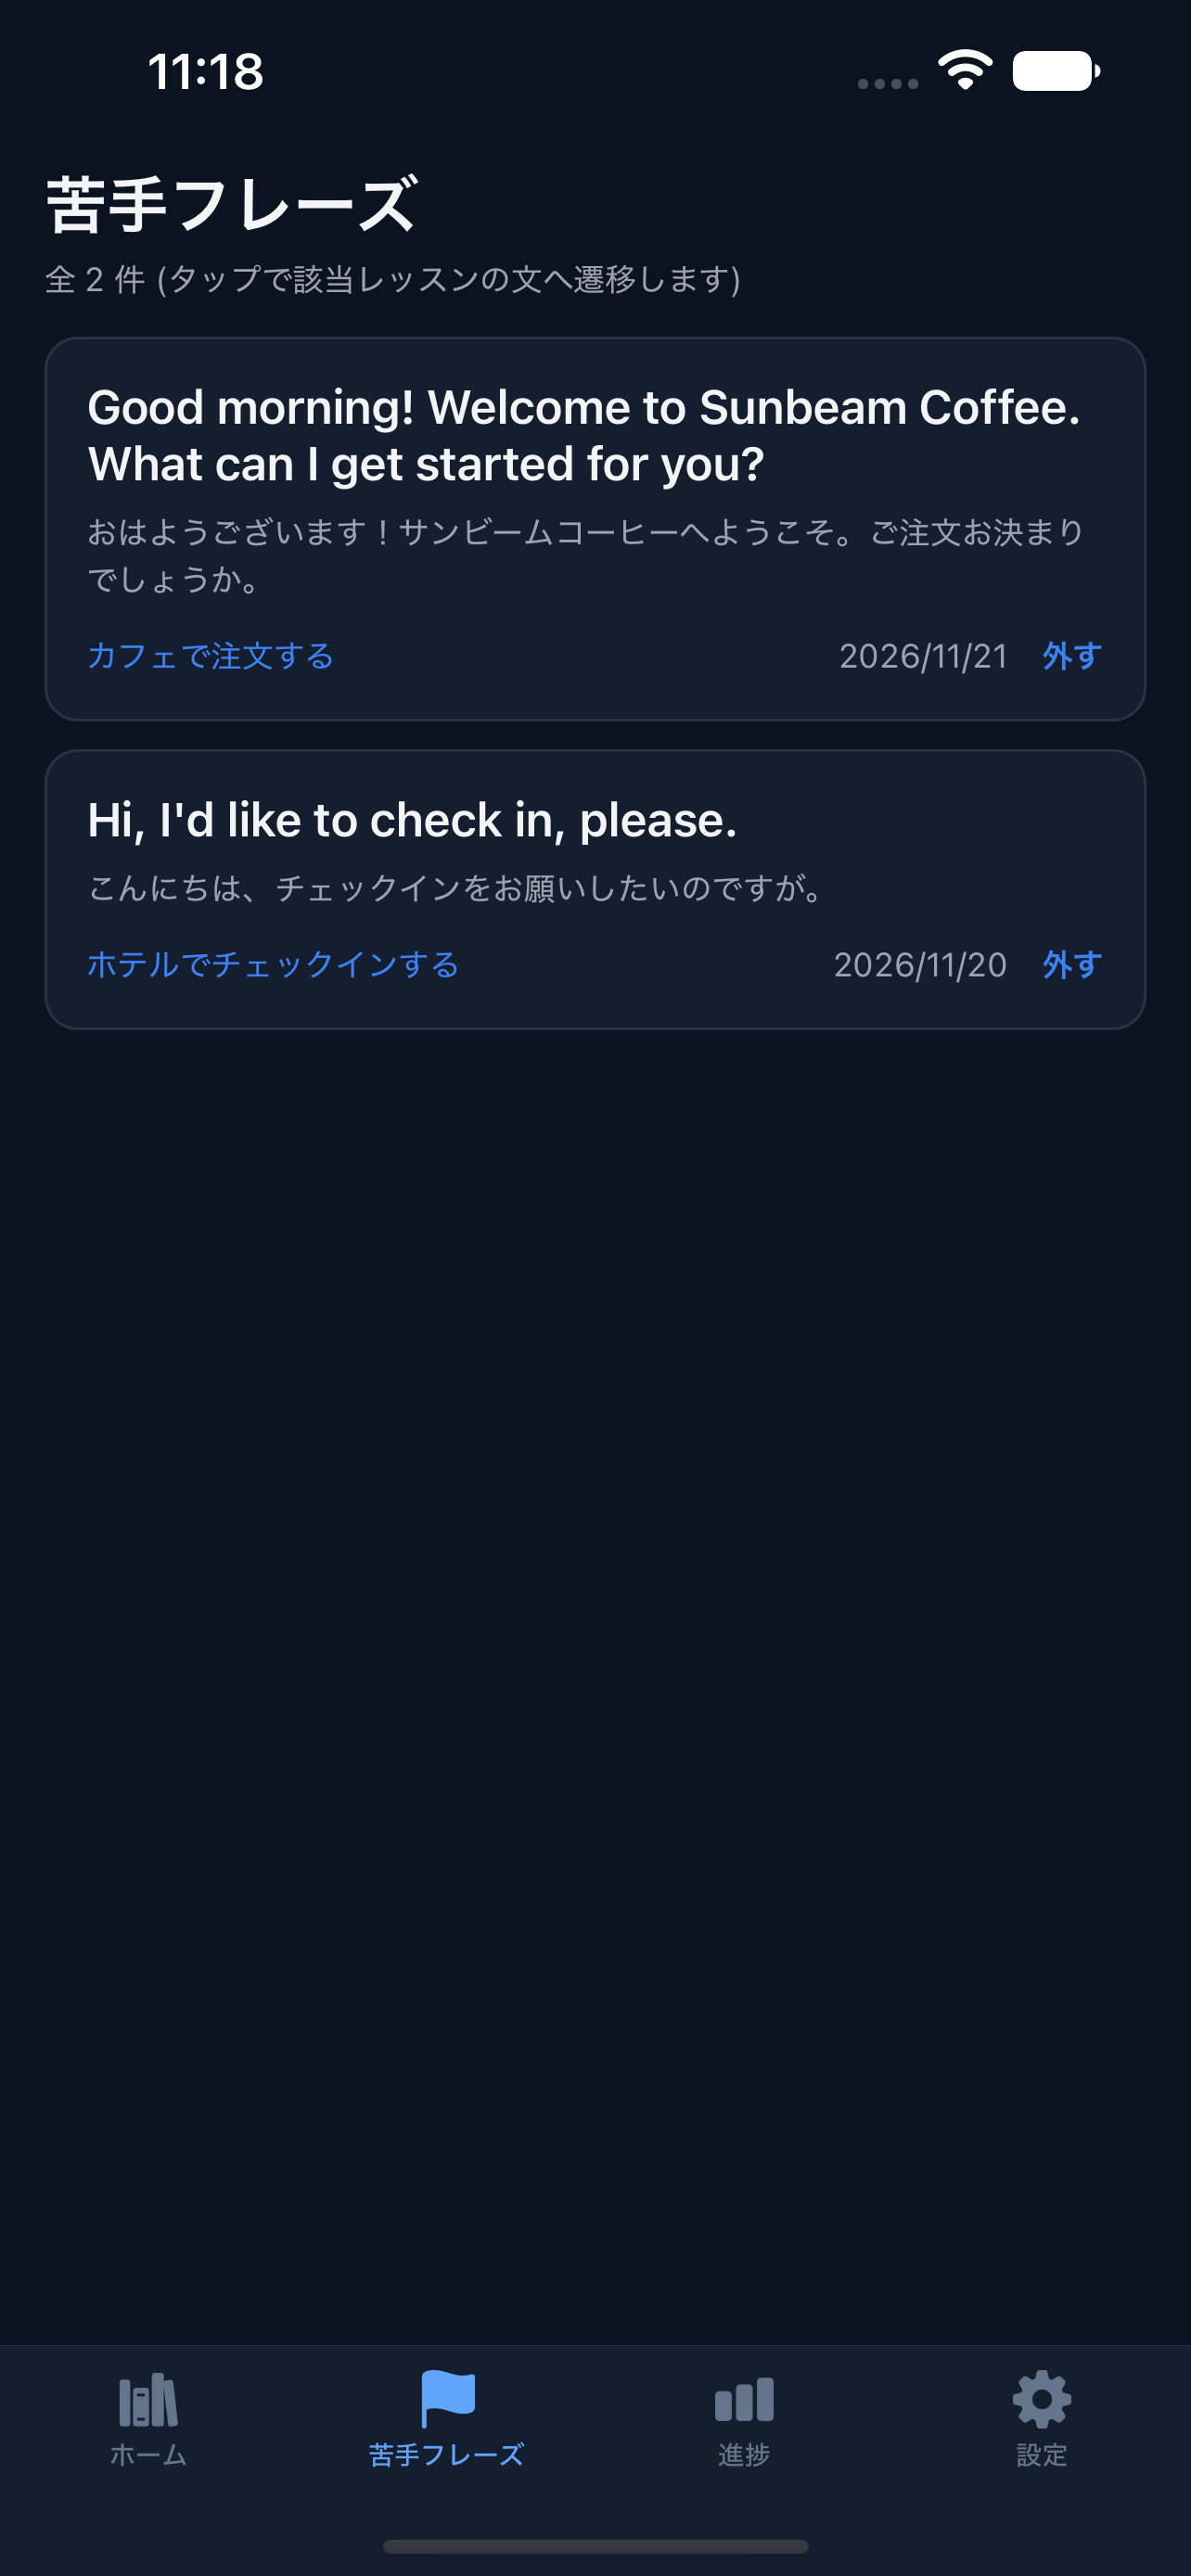 11:18
苦手フレーズ
全 2 件 (タップで該当レッスンの文へ遷移します)
Good morning! Welcome to Sunbeam Coffee.
What can I get started for you?
おはようございます！サンビームコーヒーへようこそ。ご注文お決まり
でしょうか。
カフェで注文する 2026/11/21 外す
Hi, I'd like to check in, please.
こんにちは、チェックインをお願いしたいのですが。
ホテルでチェックインする 2026/11/20 外す
ホーム 苦手フレーズ 進捗 設定